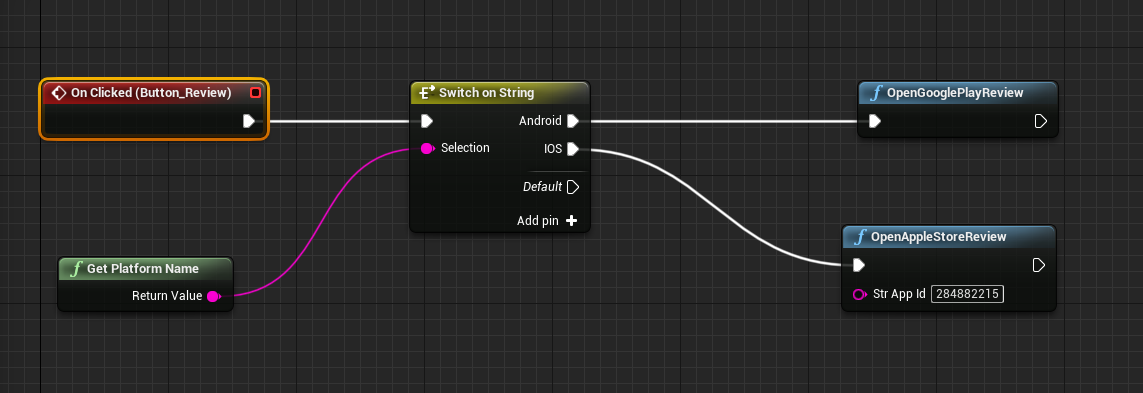 On Clicked (Button_Review)
Switch on String
Android
Selection
IOS
Default
Add pin
OpenGooglePlayReview
Get Platform Name
Return Value
OpenAppleStoreReview
Str App Id 284882215